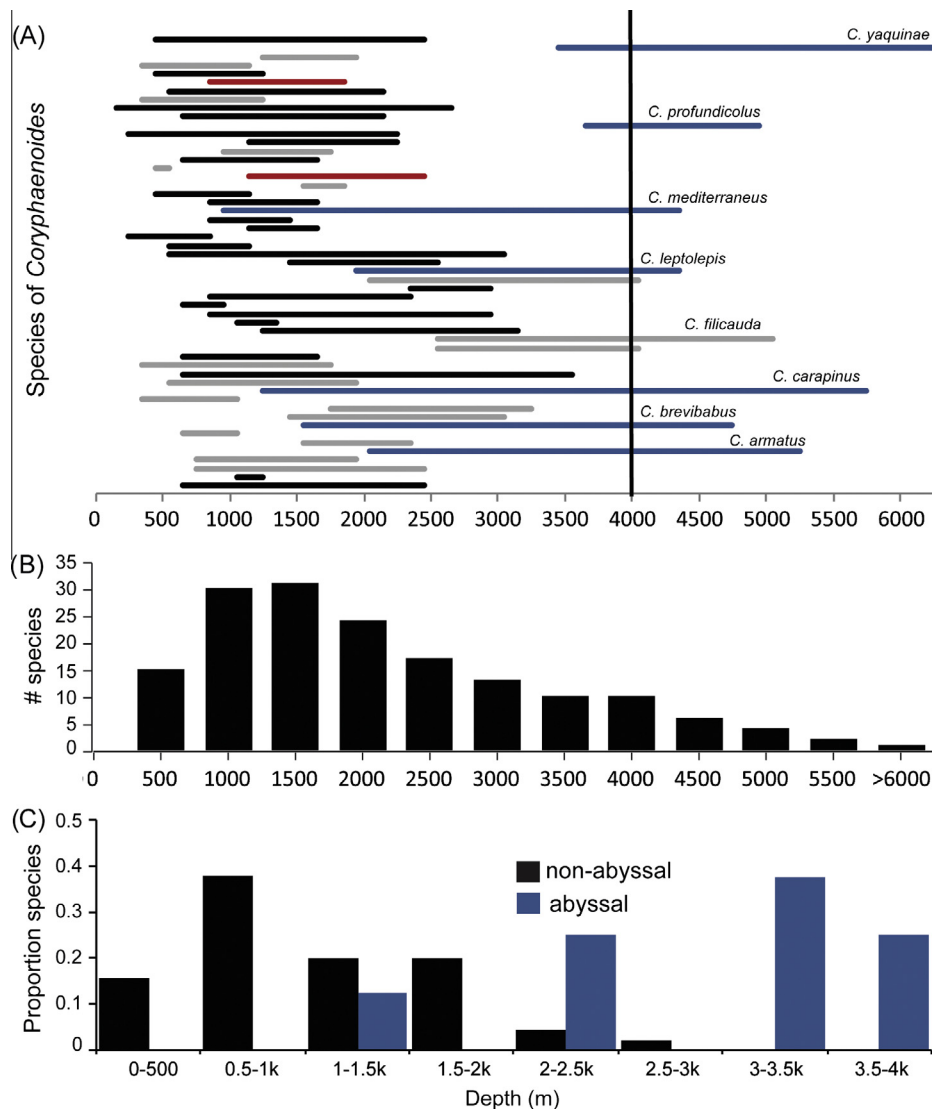 (A)
C. yaquinae
C. profundicolus
C. mediterraneus
C. leptolepis
C. filicauda
C. carapinus
C. brevibabus
C. armatus
Species of Coryphaenoides
0 500 1000 1500 2000 2500 3000 3500 4000 4500 5000 5500 6000
(B)
# species
35
30
25
20
15
10
5
0
0 500 1000 1500 2000 2500 3000 3500 4000 4500 5000 5500 >6000
(C)
Proportion species
0.5
0.4
0.3
0.2
0.1
0
non-abyssal
abyssal
0-500 0.5-1k 1-1.5k 1.5-2k 2-2.5k 2.5-3k 3-3.5k 3.5-4k
Depth (m)